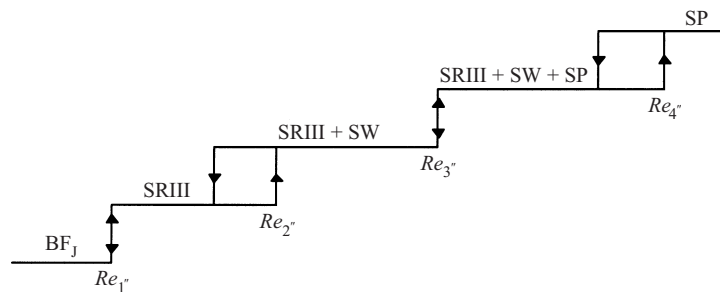 SP
SRIII + SW + SP
Re4″
SRIII + SW
Re3″
SRIII
Re2″
BFJ
Re1″